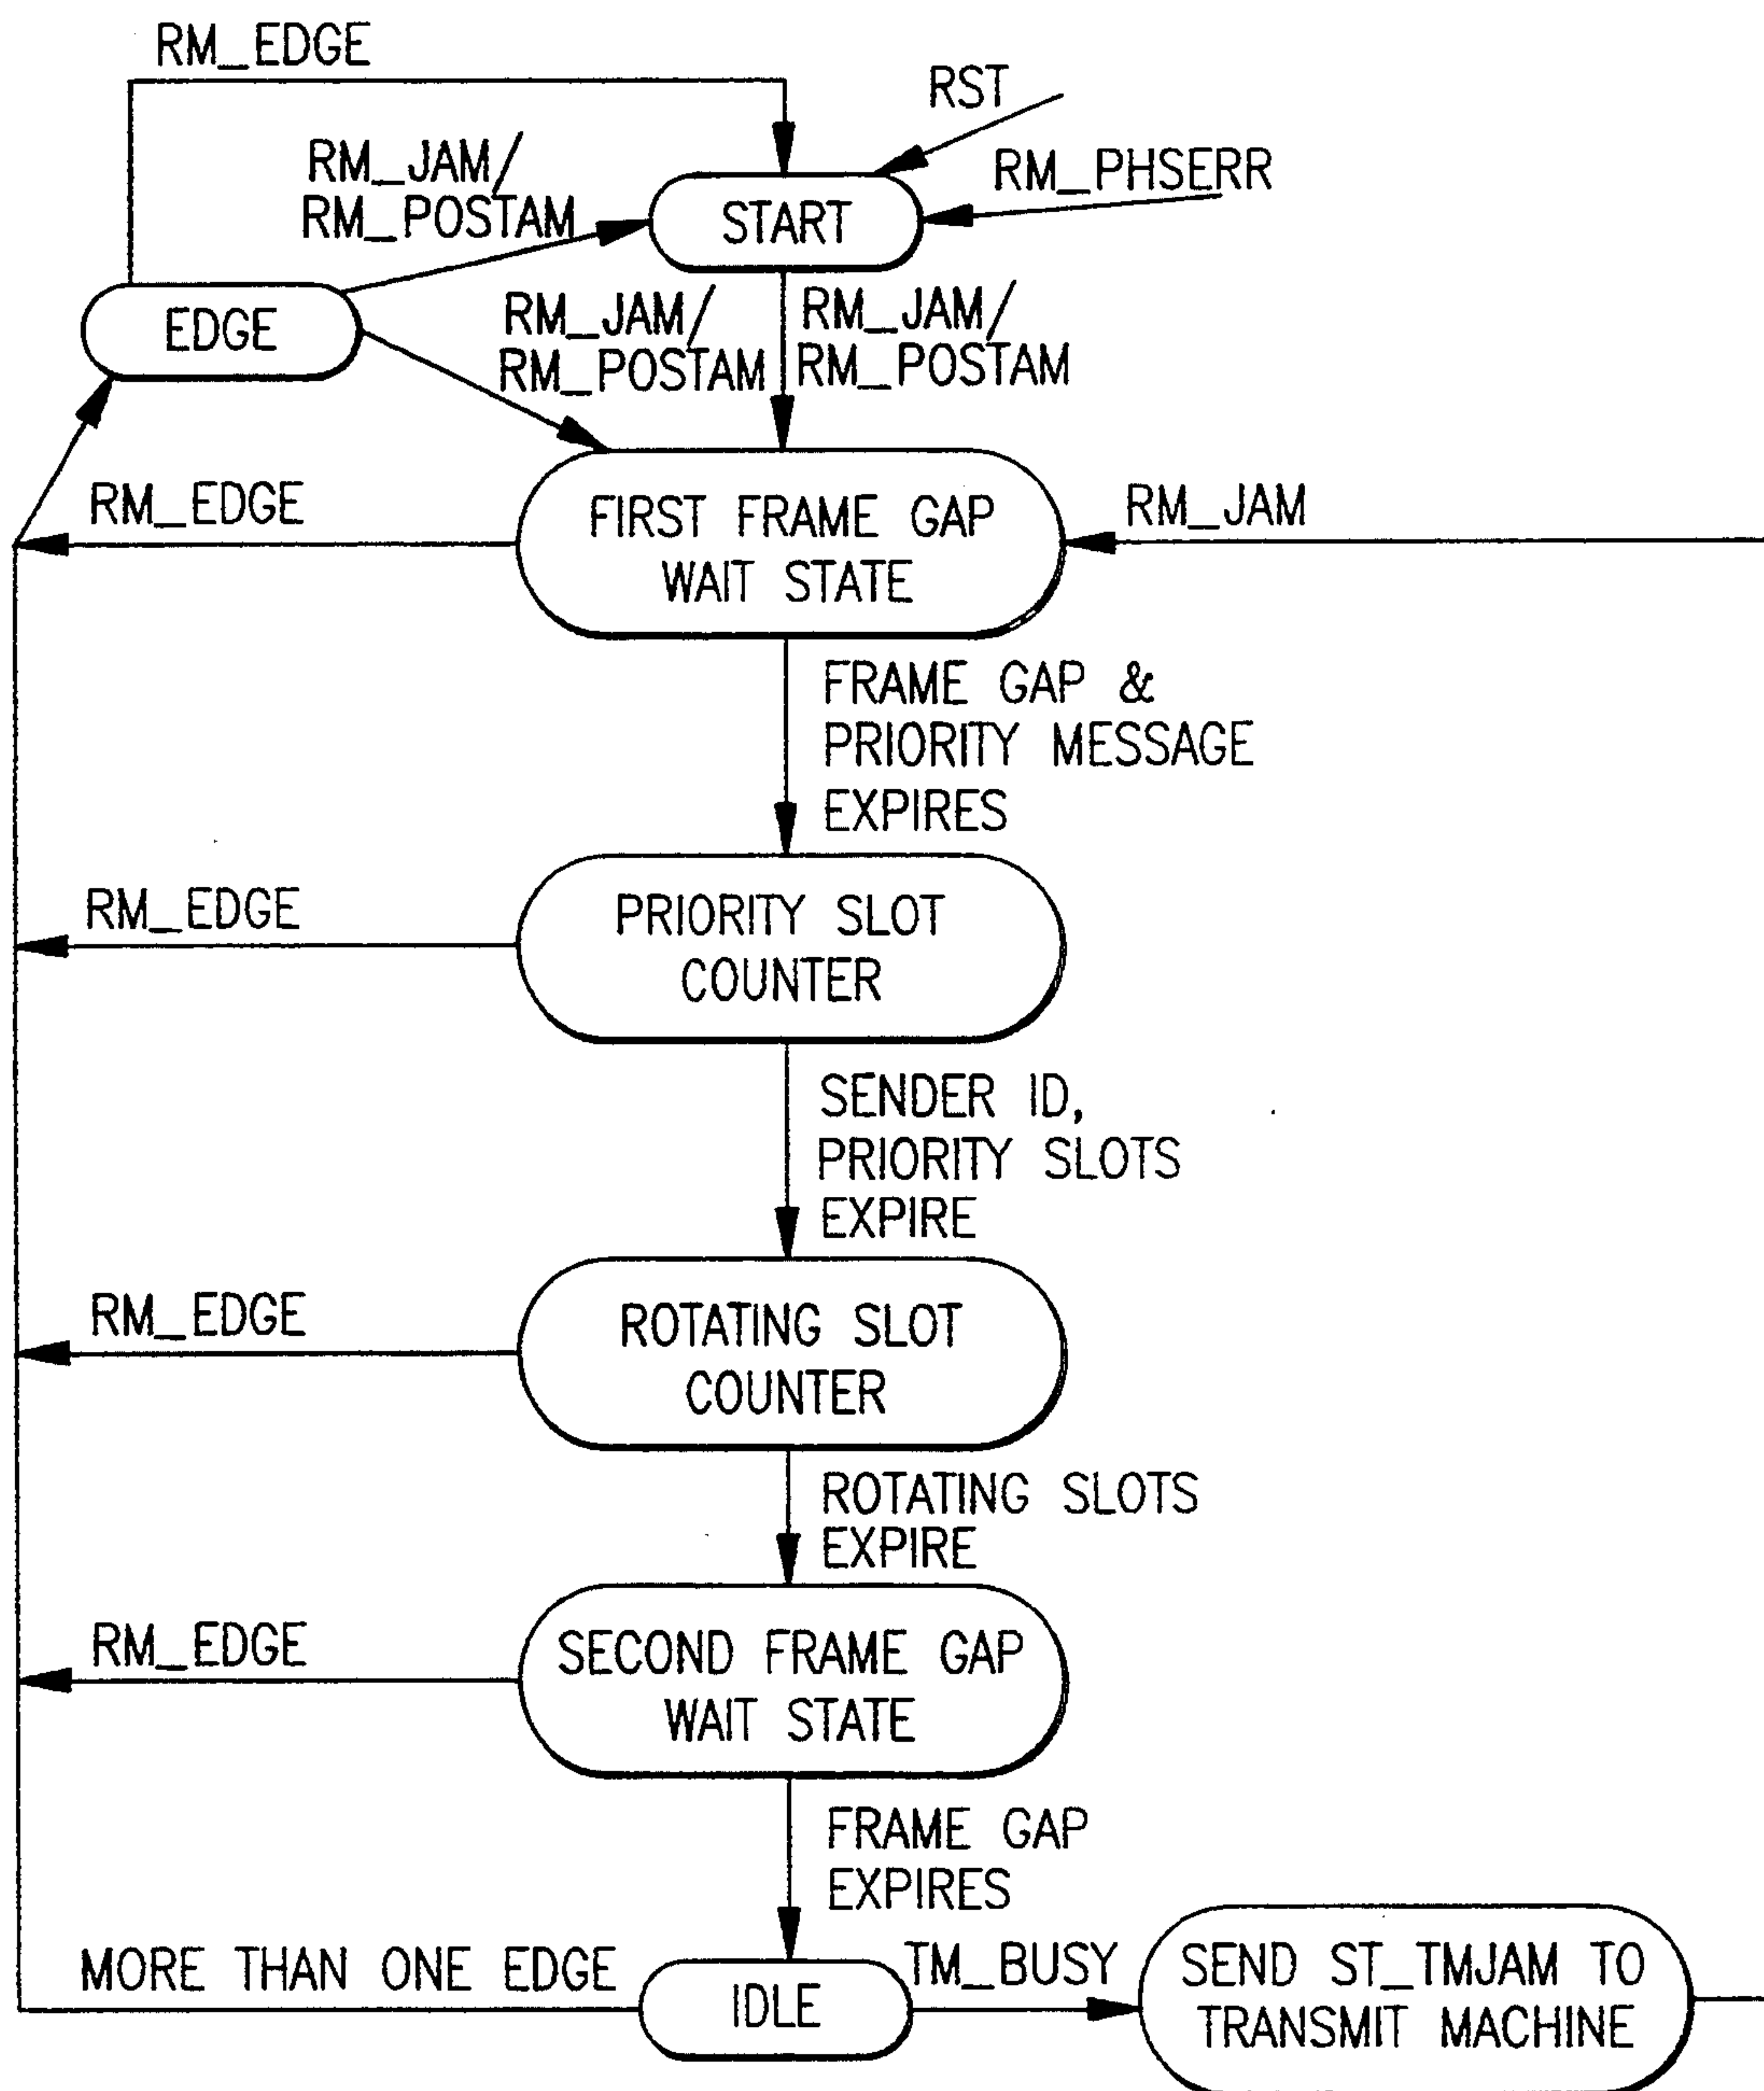 RM_EDGE
RST
RM_JAM/
RM_POSTAM
RM_PHSERR
START
EDGE
RM_JAM/
RM_POSTAM
RM_JAM/
RM_POSTAM
RM_EDGE
FIRST FRAME GAP
WAIT STATE
RM_JAM
FRAME GAP &
PRIORITY MESSAGE
EXPIRES
RM_EDGE
PRIORITY SLOT
COUNTER
SENDER ID,
PRIORITY SLOTS
EXPIRE
RM_EDGE
ROTATING SLOT
COUNTER
ROTATING SLOTS
EXPIRE
RM_EDGE
SECOND FRAME GAP
WAIT STATE
FRAME GAP
EXPIRES
MORE THAN ONE EDGE
IDLE
TM_BUSY
SEND ST_TMJAM TO
TRANSMIT MACHINE